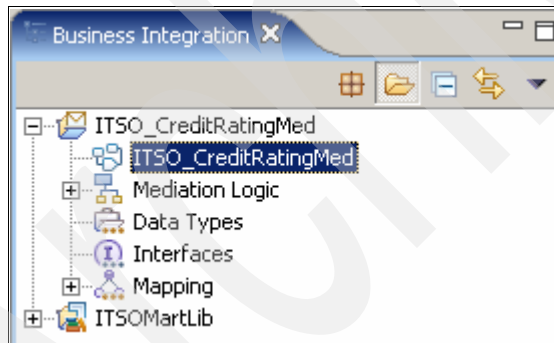 Business Integration
ITSO_CreditRatingMed
ITSO_CreditRatingMed
Mediation Logic
Data Types
Interfaces
Mapping
ITSOMartLib